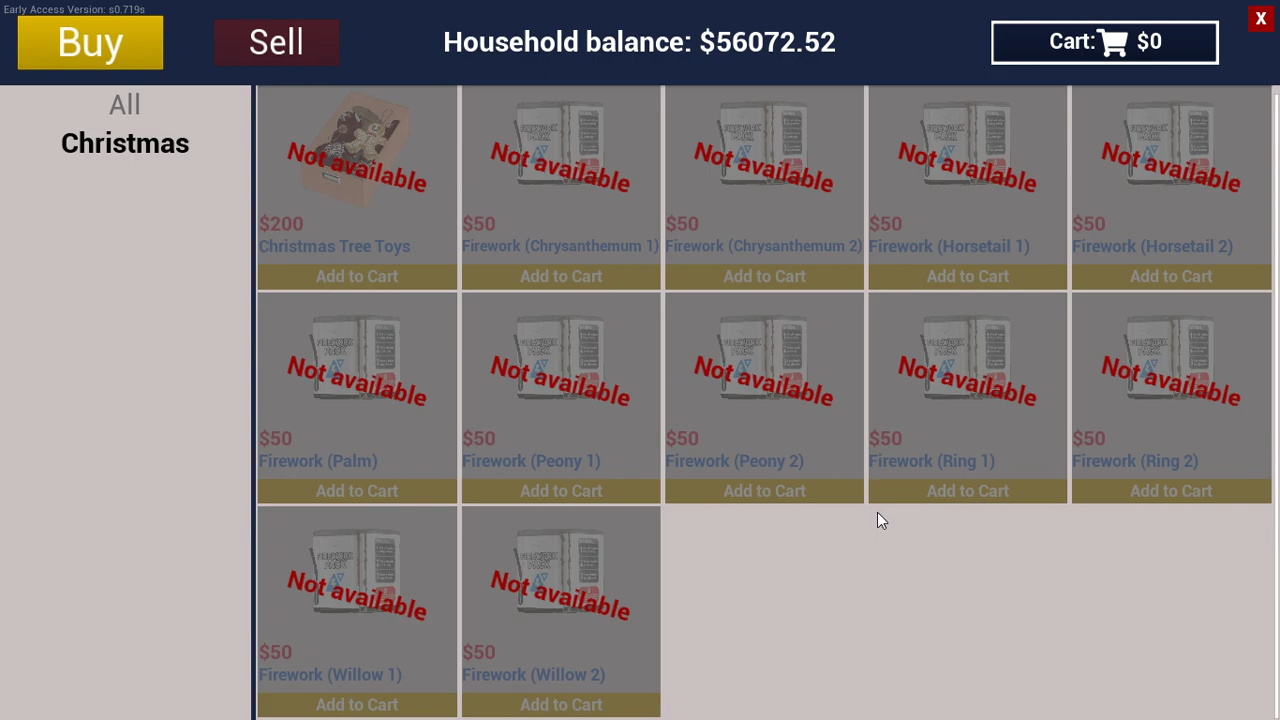 Early Access Version: s0.719s
Buy
Sell
Household balance: $56072.52
Cart: $0
X
All
Christmas
Not available
Not available
Not available
Not available
Not available
$200
$50
$50
$50
$50
Christmas Tree Toys
Firework (Chrysanthemum 1)
Firework (Chrysanthemum 2)
Firework (Horsetail 1)
Firework (Horsetail 2)
Add to Cart
Add to Cart
Add to Cart
Add to Cart
Add to Cart
Not available
Not available
Not available
Not available
Not available
$50
$50
$50
$50
$50
Firework (Palm)
Firework (Peony 1)
Firework (Peony 2)
Firework (Ring 1)
Firework (Ring 2)
Add to Cart
Add to Cart
Add to Cart
Add to Cart
Add to Cart
Not available
Not available
$50
$50
Firework (Willow 1)
Firework (Willow 2)
Add to Cart
Add to Cart